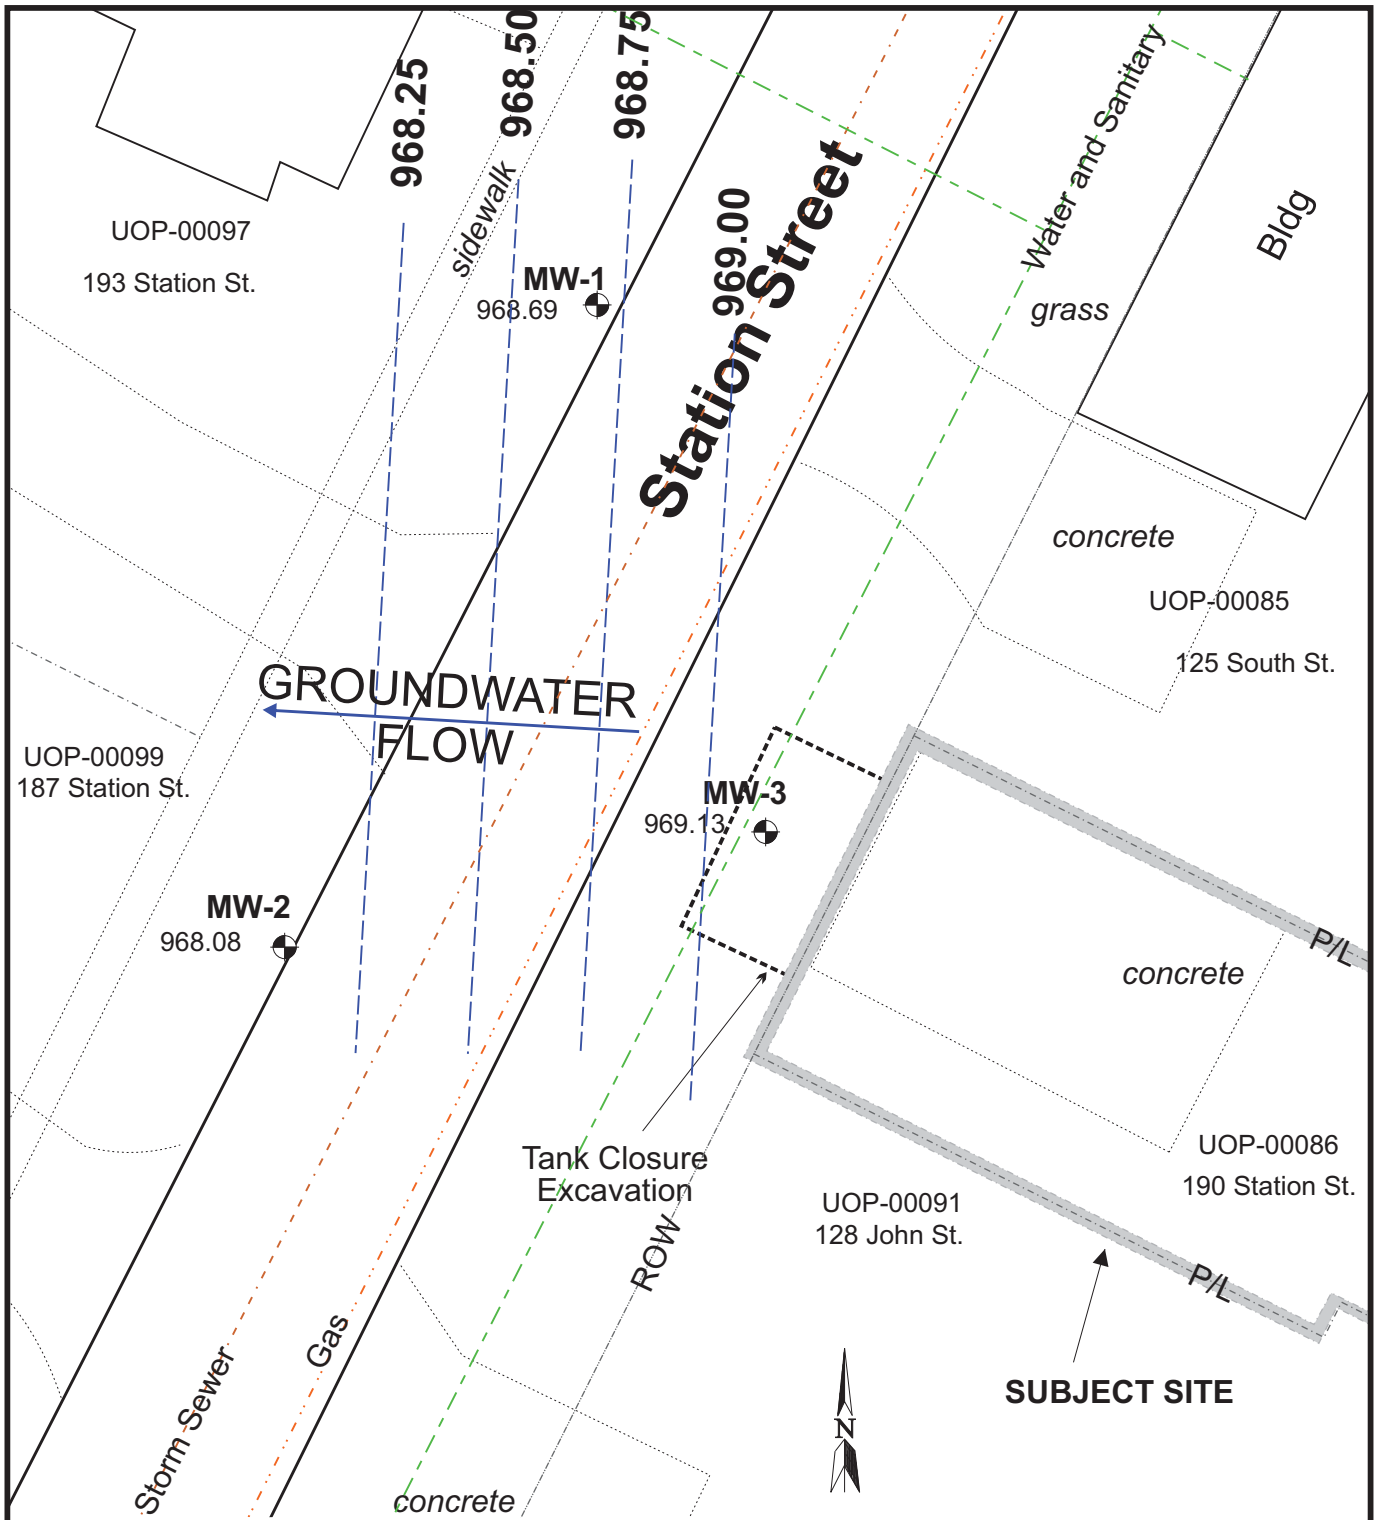 968.25
968.50
968.75
969.00
Station Street
sidewalk
Water and Sanitary
Bldg
UOP-00097
193 Station St.
MW-1
968.69
grass
concrete
UOP-00085
125 South St.
GROUNDWATER
FLOW
UOP-00099
187 Station St.
MW-3
969.13
MW-2
968.08
P/L
concrete
Tank Closure
Excavation
UOP-00086
190 Station St.
UOP-00091
128 John St.
ROW
P/L
Gas
Storm Sewer
SUBJECT SITE
N
concrete